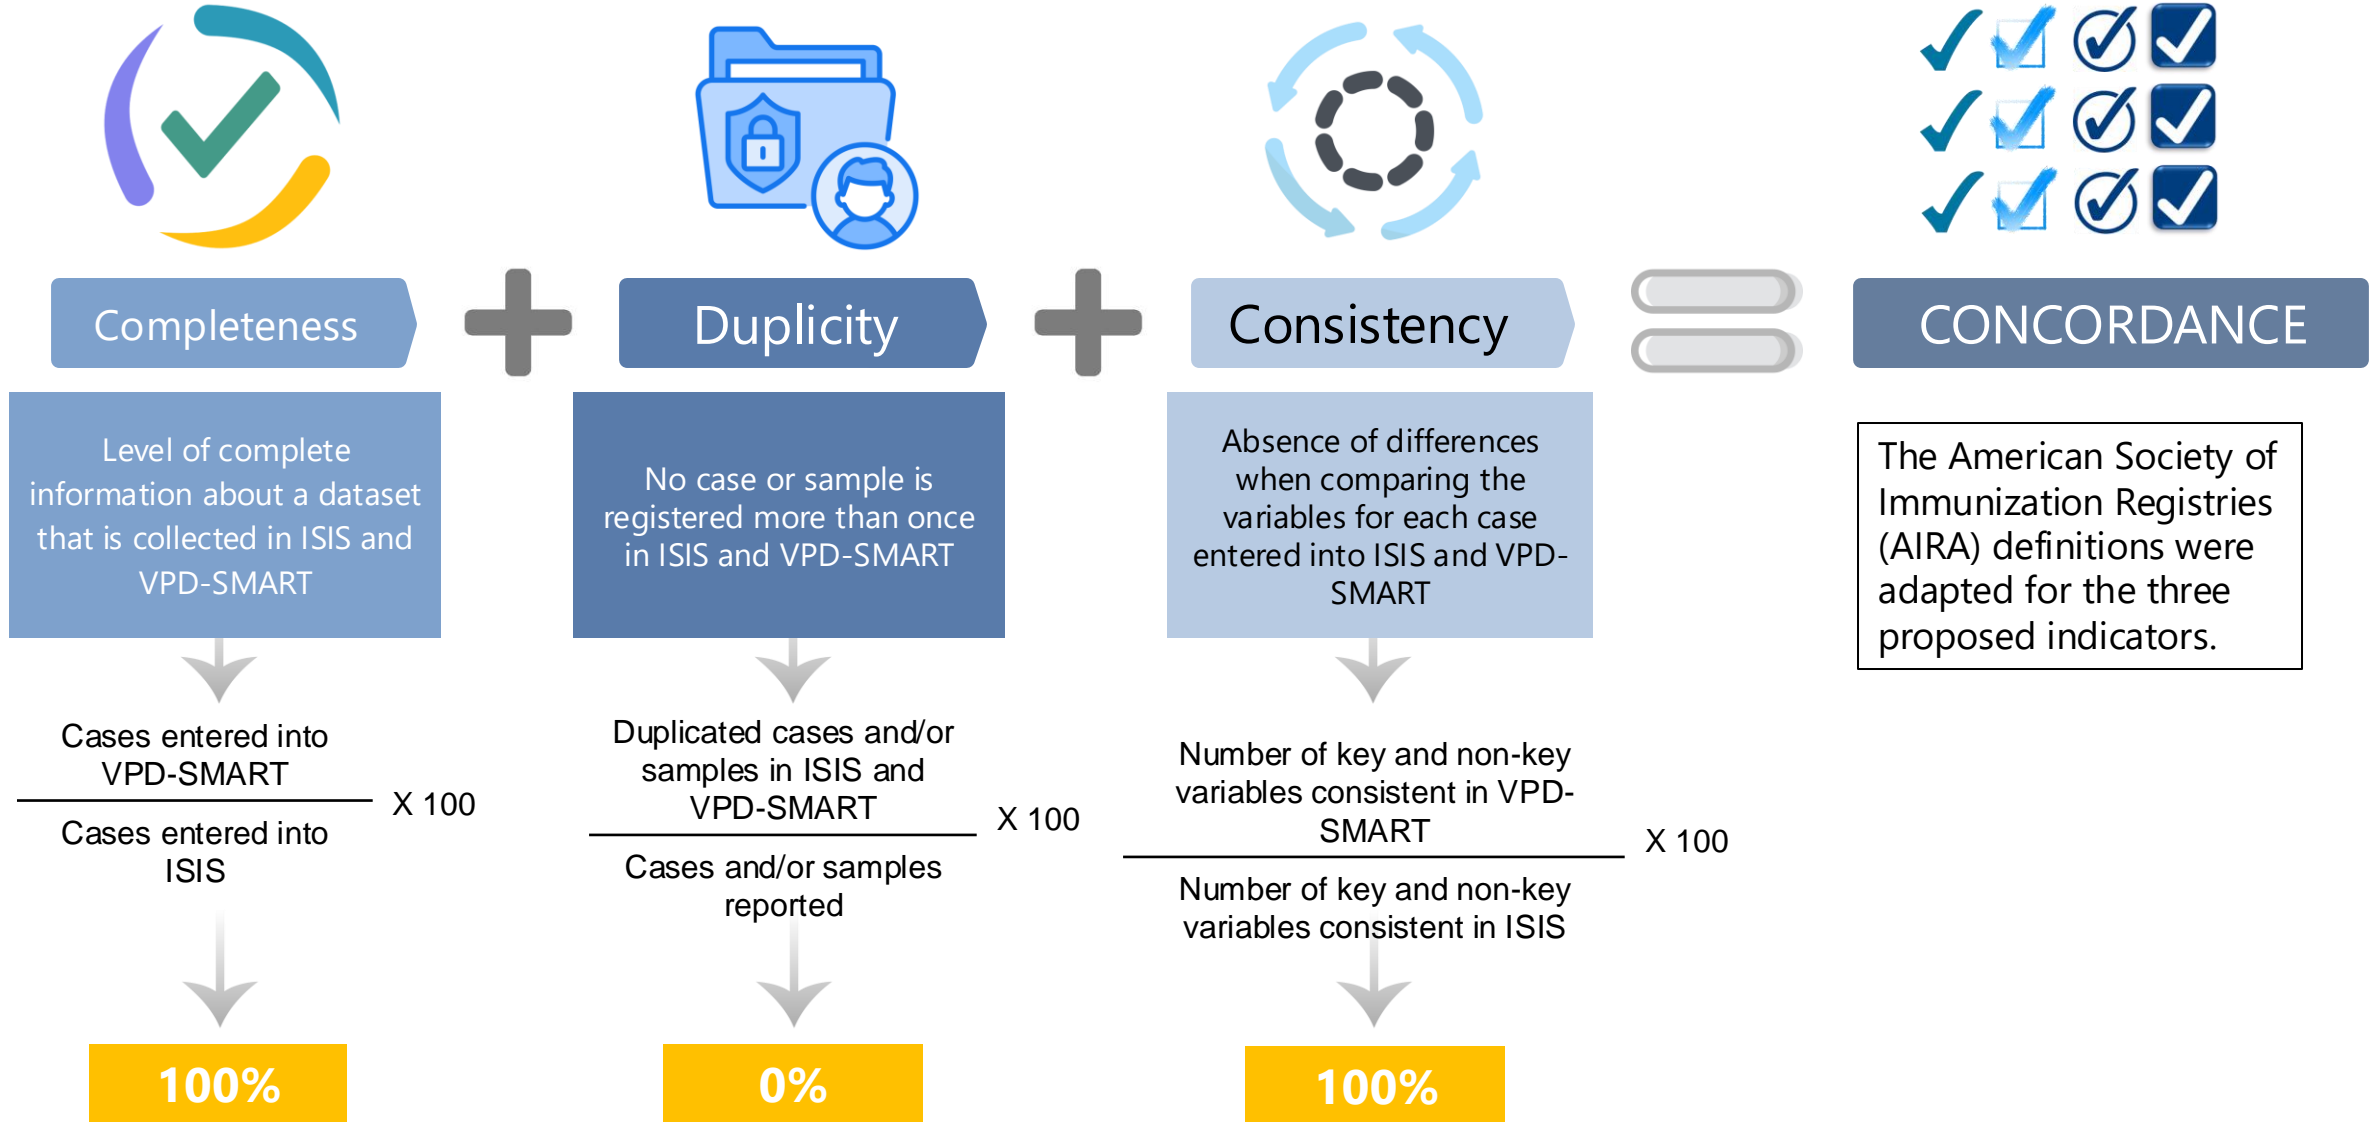 Completeness
Duplicity
Consistency
CONCORDANCE
Level of complete
information about a dataset
that is collected in ISIS and
VPD-SMART
No case or sample is
registered more than once
in ISIS and VPD-SMART
Absence of differences
when comparing the
variables for each case
entered into ISIS and VPD-
SMART
The American Society of
Immunization Registries
(AIRA) definitions were
adapted for the three
proposed indicators.
Cases entered into
VPD-SMART
Cases entered into
ISIS
X 100
Duplicated cases and/or
samples in ISIS and
VPD-SMART
Cases and/or samples
reported
X 100
Number of key and non-key
variables consistent in VPD-
SMART
Number of key and non-key
variables consistent in ISIS
X 100
100%
0%
100%